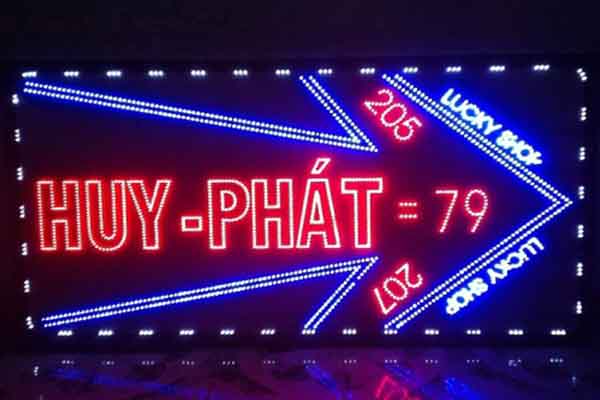 205
LUCKY SHOP
HUY-PHÁT = 79
207
LUCKY SHOP